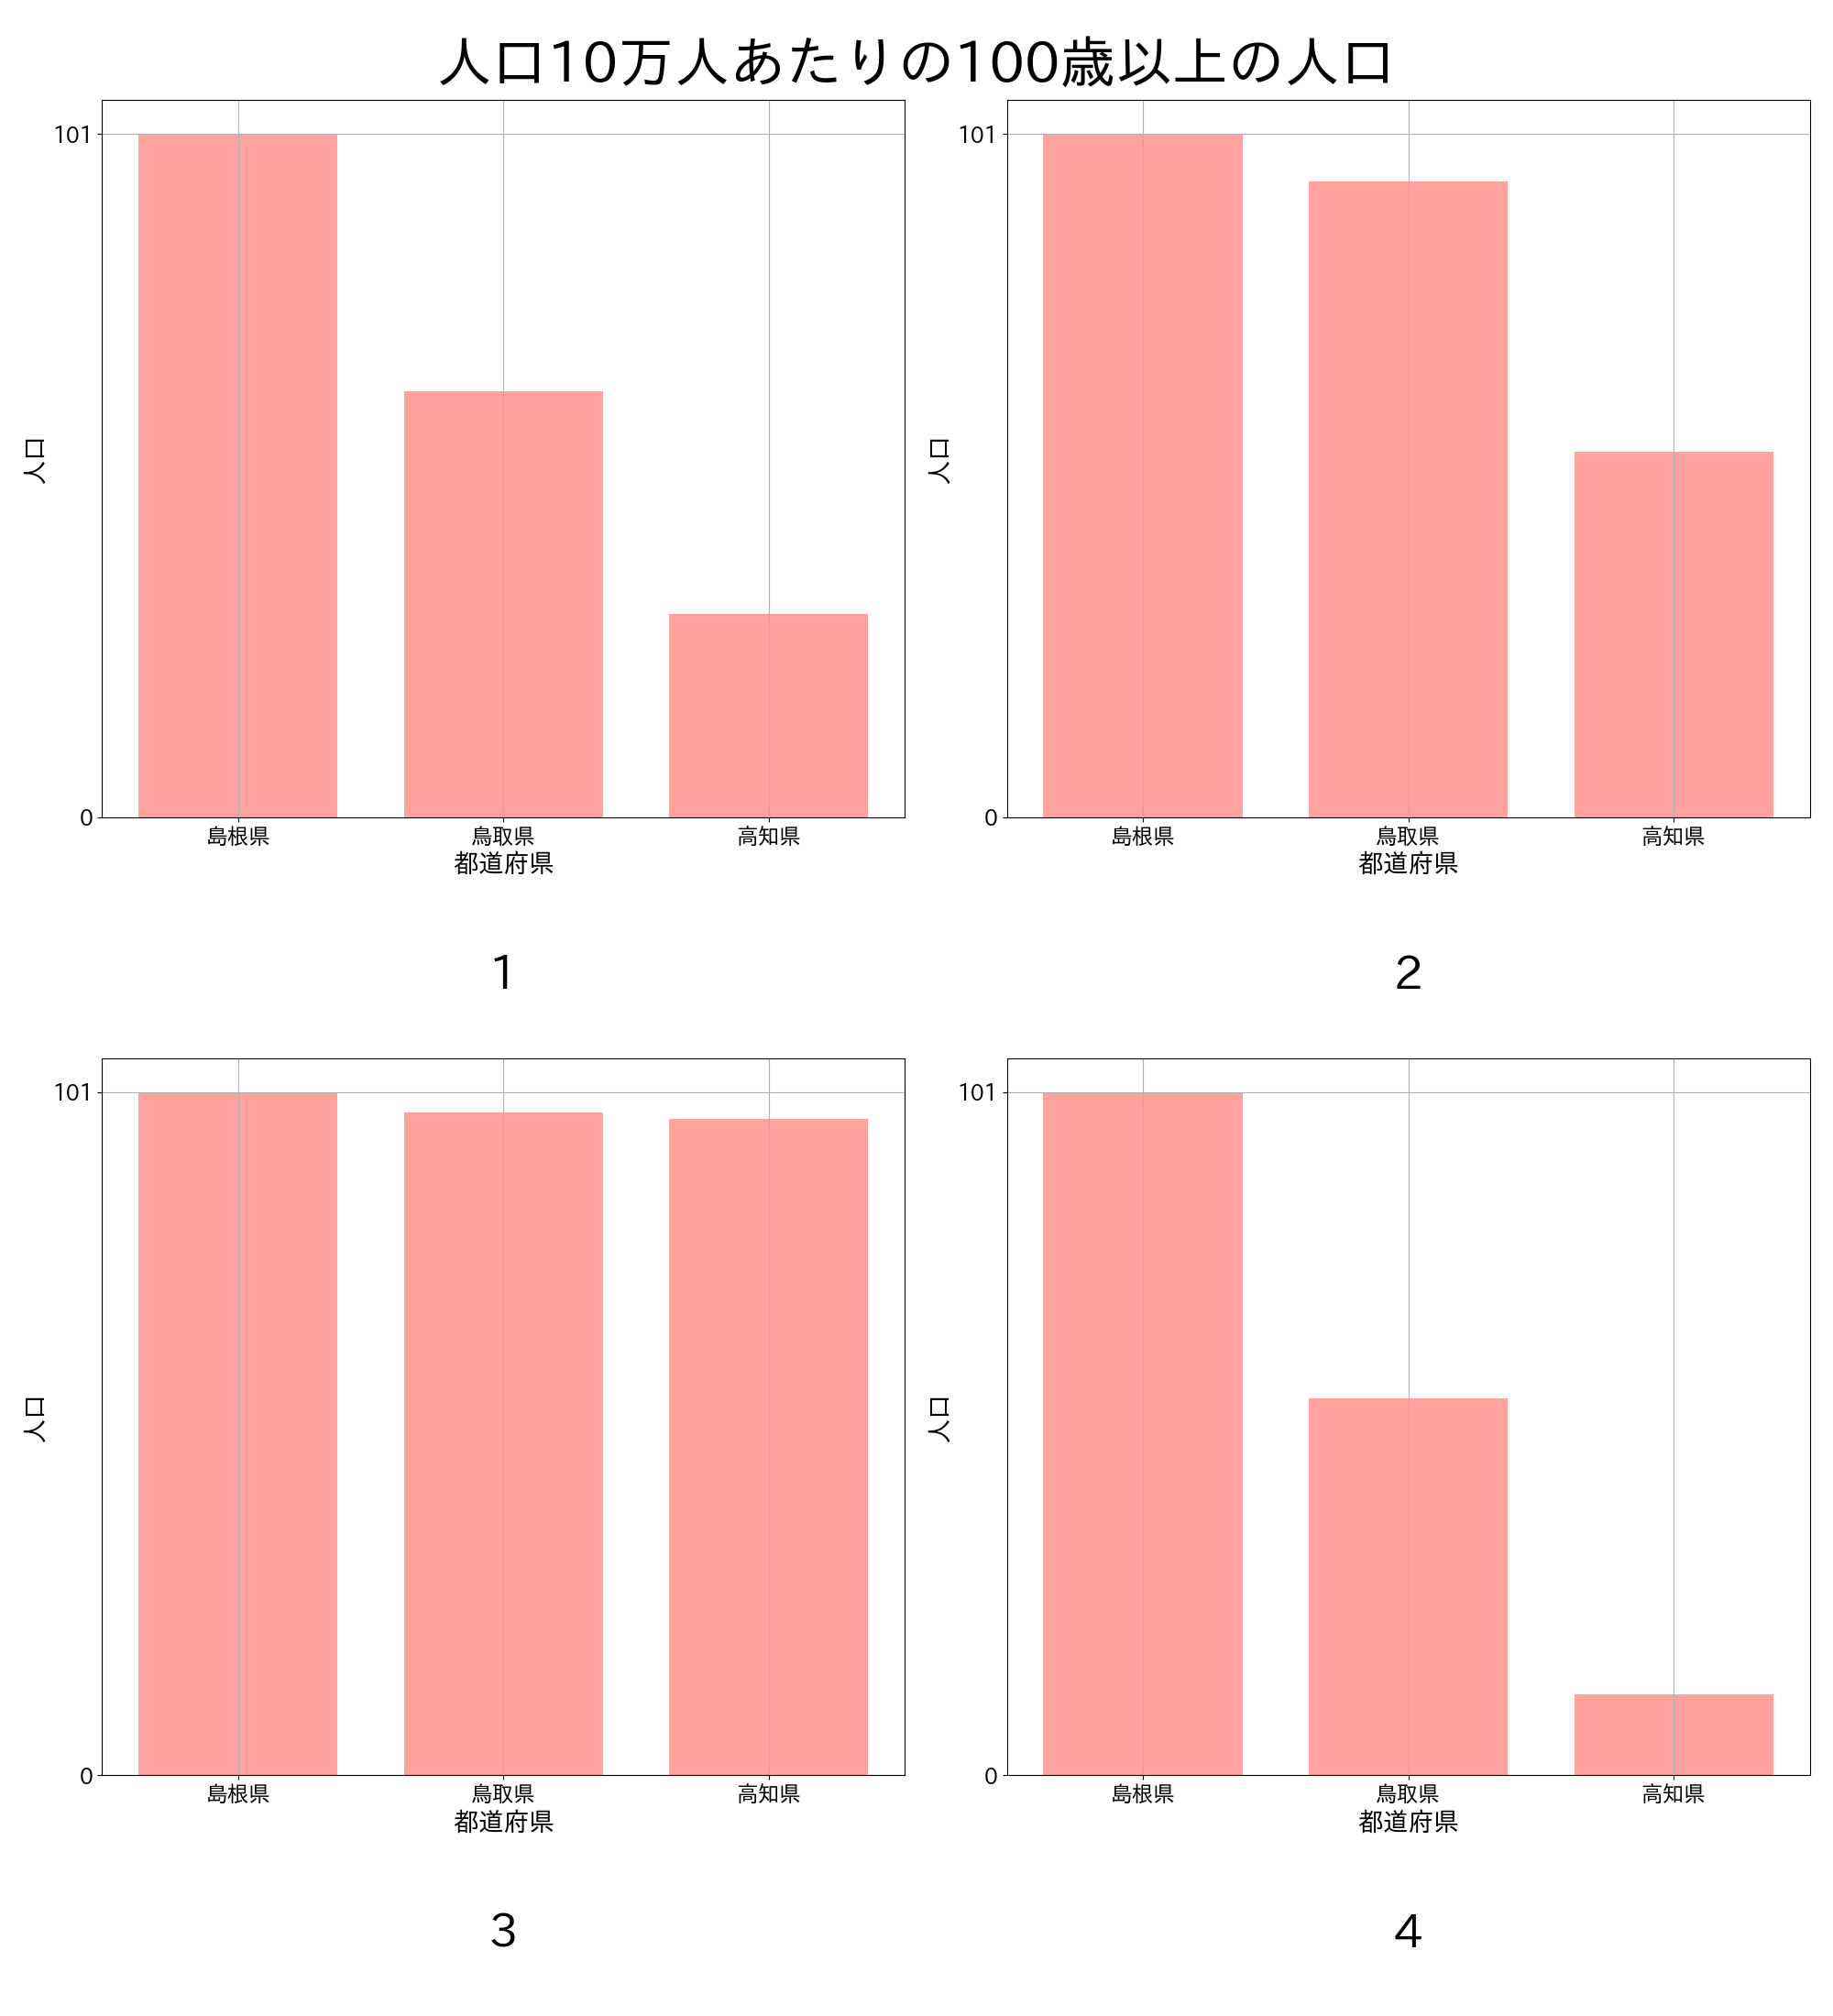 人口10万人あたりの100歳以上の人口
101
0
人口
島根県 鳥取県 高知県
都道府県
1
101
0
人口
島根県 鳥取県 高知県
都道府県
2
101
0
人口
島根県 鳥取県 高知県
都道府県
3
101
0
人口
島根県 鳥取県 高知県
都道府県
4